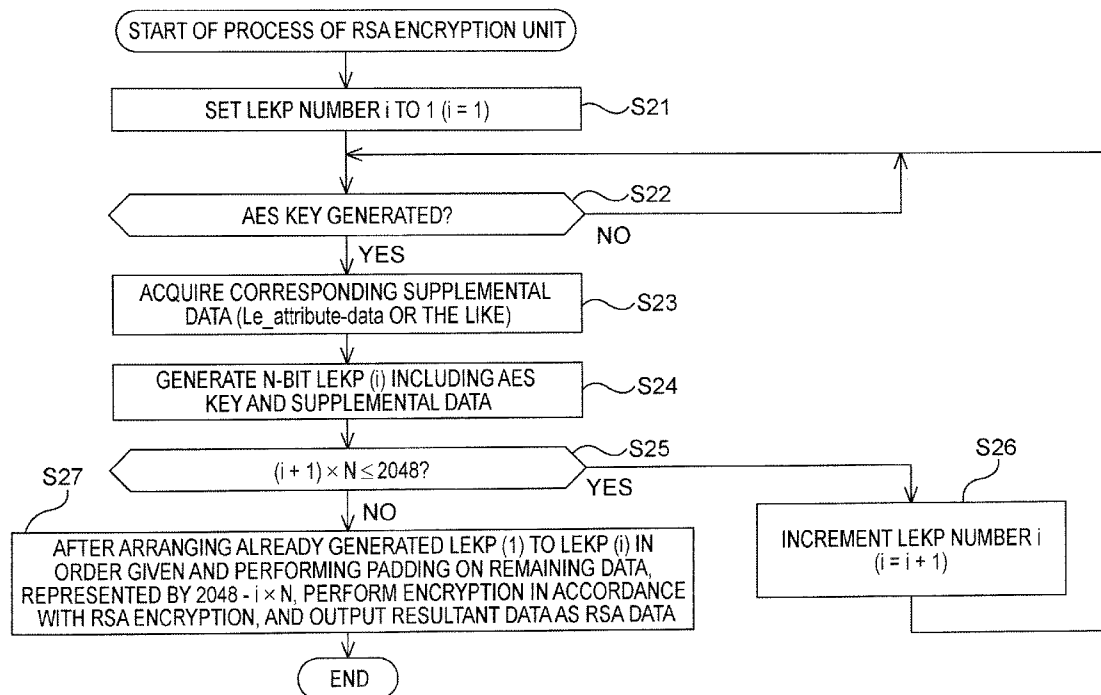 START OF PROCESS OF RSA ENCRYPTION UNIT
SET LEKP NUMBER i TO 1 (i = 1)
S21
AES KEY GENERATED?
S22
NO
YES
ACQUIRE CORRESPONDING SUPPLEMENTAL
DATA (Le_attribute-data OR THE LIKE)
S23
GENERATE N-BIT LEKP (i) INCLUDING AES
KEY AND SUPPLEMENTAL DATA
S24
(i + 1) × N ≤ 2048?
S25
YES
S26
INCREMENT LEKP NUMBER i
(i = i + 1)
NO
S27
AFTER ARRANGING ALREADY GENERATED LEKP (1) TO LEKP (i) IN
ORDER GIVEN AND PERFORMING PADDING ON REMAINING DATA,
REPRESENTED BY 2048 - i × N, PERFORM ENCRYPTION IN ACCORDANCE
WITH RSA ENCRYPTION, AND OUTPUT RESULTANT DATA AS RSA DATA
END